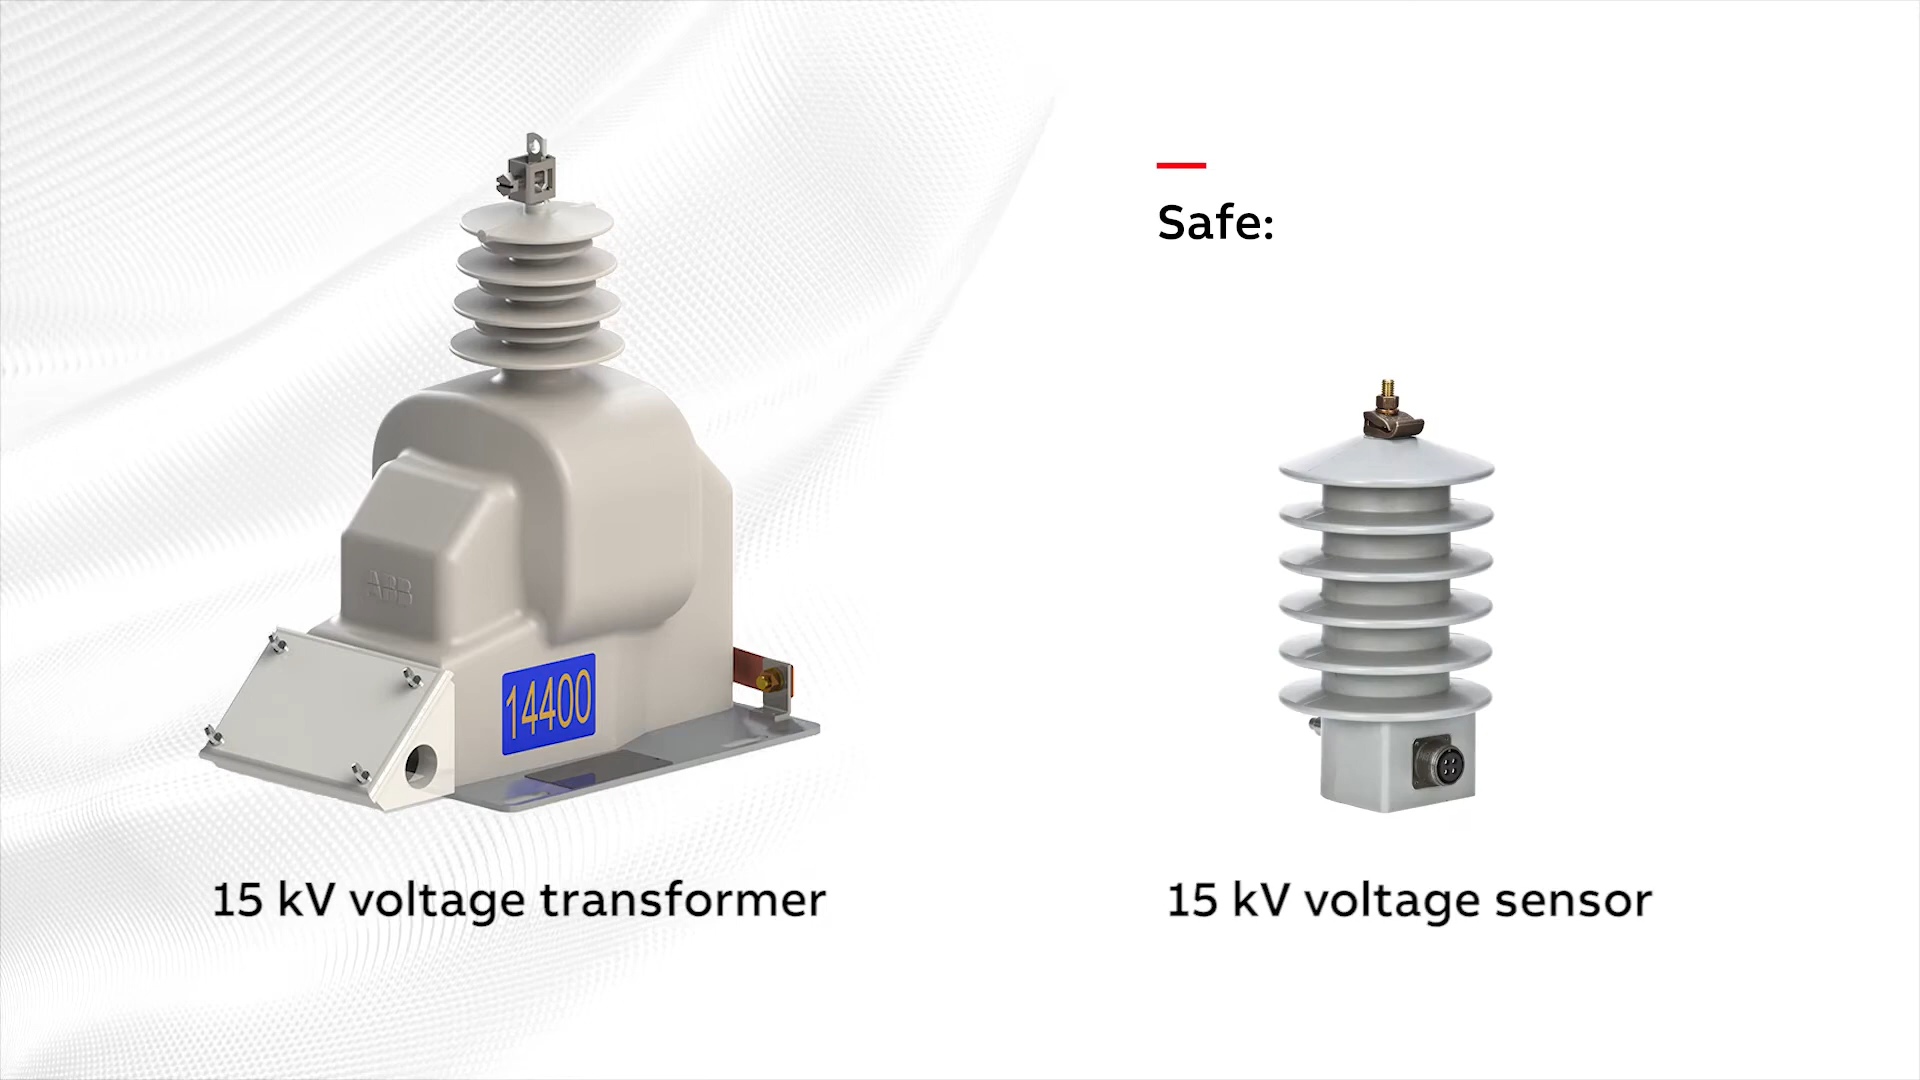 Safe:
ABB
14400
15 kV voltage transformer
15 kV voltage sensor